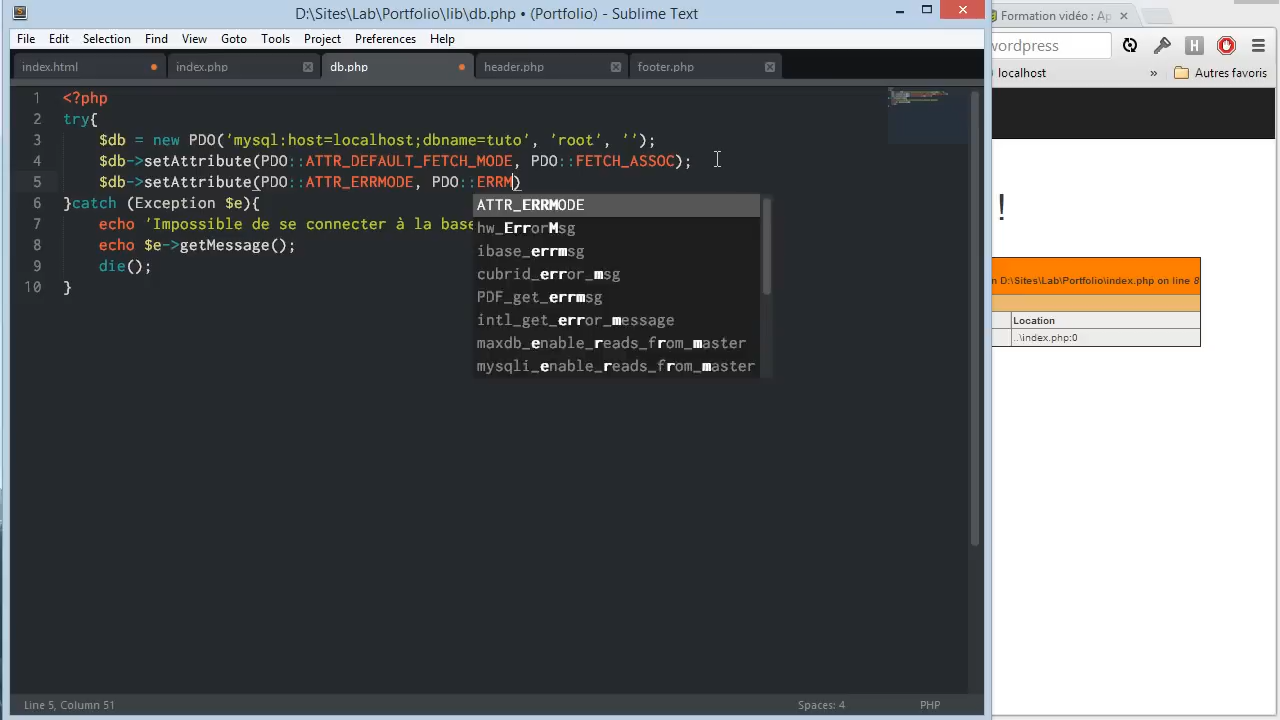 D:\Sites\Lab\Portfolio\lib\db.php • (Portfolio) - Sublime Text
File Edit Selection Find View Goto Tools Project Preferences Help
index.html index.php db.php header.php footer.php
1 <?php
2 try{
3 $db = new PDO('mysql:host=localhost;dbname=tuto', 'root', '');
4 $db->setAttribute(PDO::ATTR_DEFAULT_FETCH_MODE, PDO::FETCH_ASSOC);
5 $db->setAttribute(PDO::ATTR_ERRMODE, PDO::ERRM)
6 }catch (Exception $e){
7 echo 'Impossible de se connecter à la base
8 echo $e->getMessage();
9 die();
10 }
ATTR_ERRMODE
hw_ErrorMsg
ibase_errmsg
cubrid_error_msg
PDF_get_errmsg
intl_get_error_message
maxdb_enable_reads_from_master
mysqli_enable_reads_from_master
Line 5, Column 51 Spaces: 4 PHP
Formation vidéo : Ap
wordpress
localhost » Autres favoris
!
n D:\Sites\Lab\Portfolio\index.php on line 8
Location
..\index.php:0